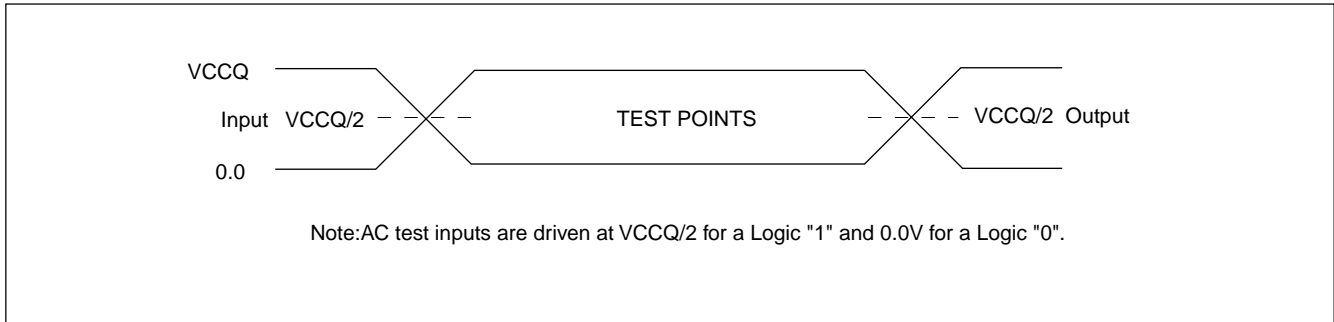 VCCQ
Input VCCQ/2 TEST POINTS VCCQ/2 Output
0.0
Note:AC test inputs are driven at VCCQ/2 for a Logic "1" and 0.0V for a Logic "0".